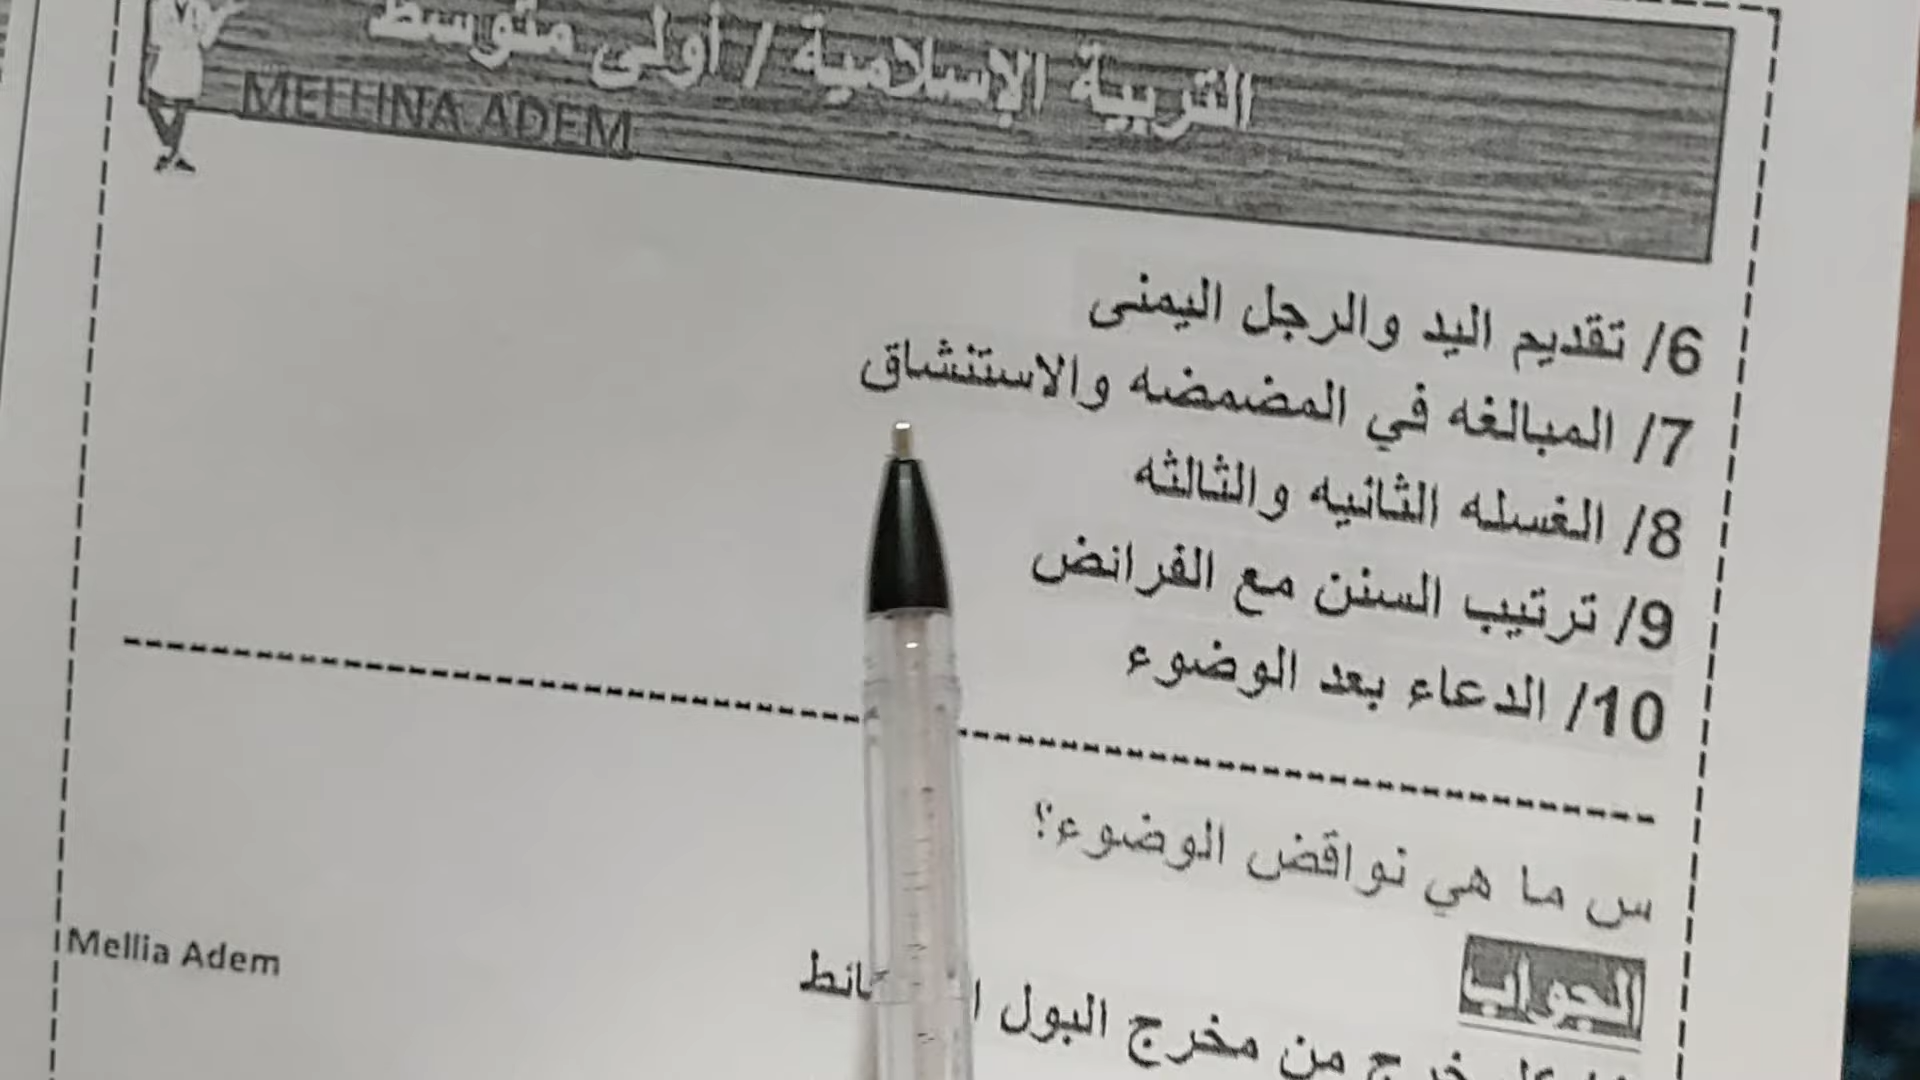 التربية الإسلامية / أولى متوسط
MELLINA ADEM
6/ تقديم اليد والرجل اليمنى
7/ المبالغه في المضمضه والاستنشاق
8/ الغسله الثانيه والثالثه
9/ ترتيب السنن مع الفرائض
10/ الدعاء بعد الوضوء
س ما هي نواقض الوضوء؟
الجواب
خرج من مخرج البول
Mellia Adem